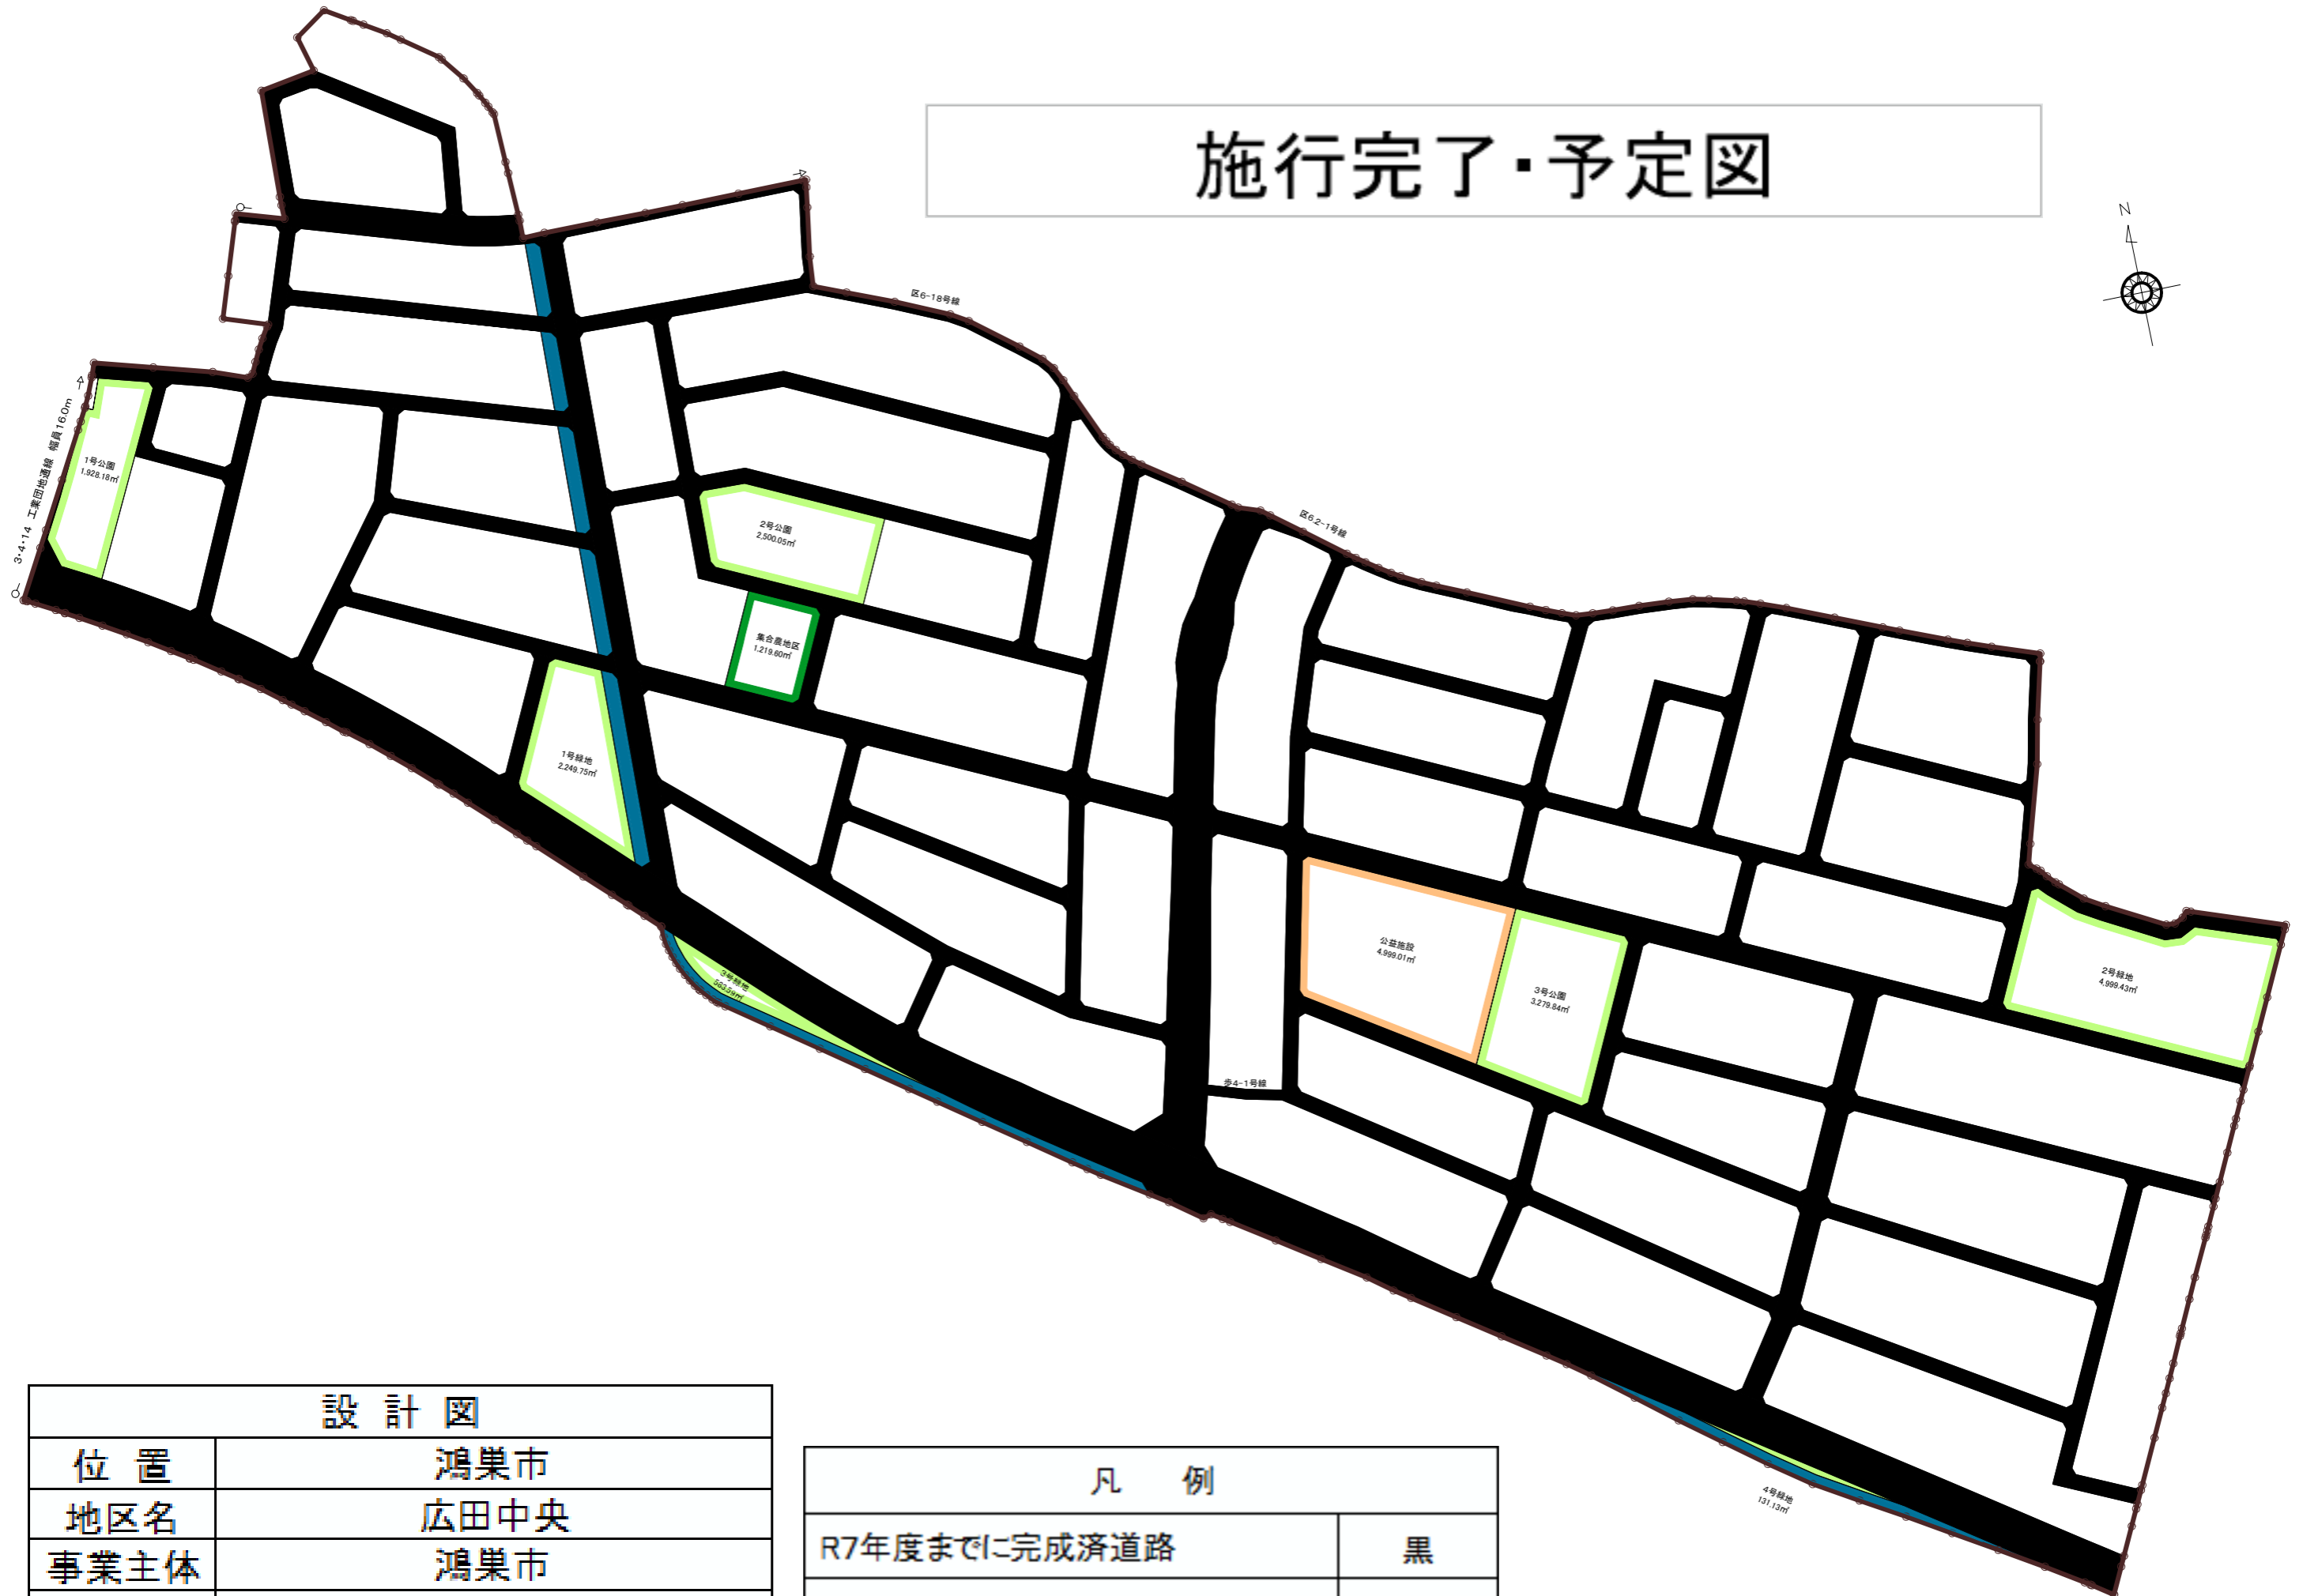 施行完了・予定図
N
区6-18号線
区6.2-1号線
3・4・14 工業団地通線 幅員16.0m
1号公園
1,928.18㎡
2号公園
2,500.05㎡
集合農地区
1,219.60㎡
1号緑地
2,249.75㎡
3号緑地
563.59㎡
公益施設
4,999.01㎡
3号公園
3,279.84㎡
2号緑地
4,999.43㎡
歩4-1号線
4号緑地
131.13㎡
設 計 図
位 置 鴻巣市
地区名 広田中央
事業主体 鴻巣市
凡 例
R7年度までに完成済道路 黒